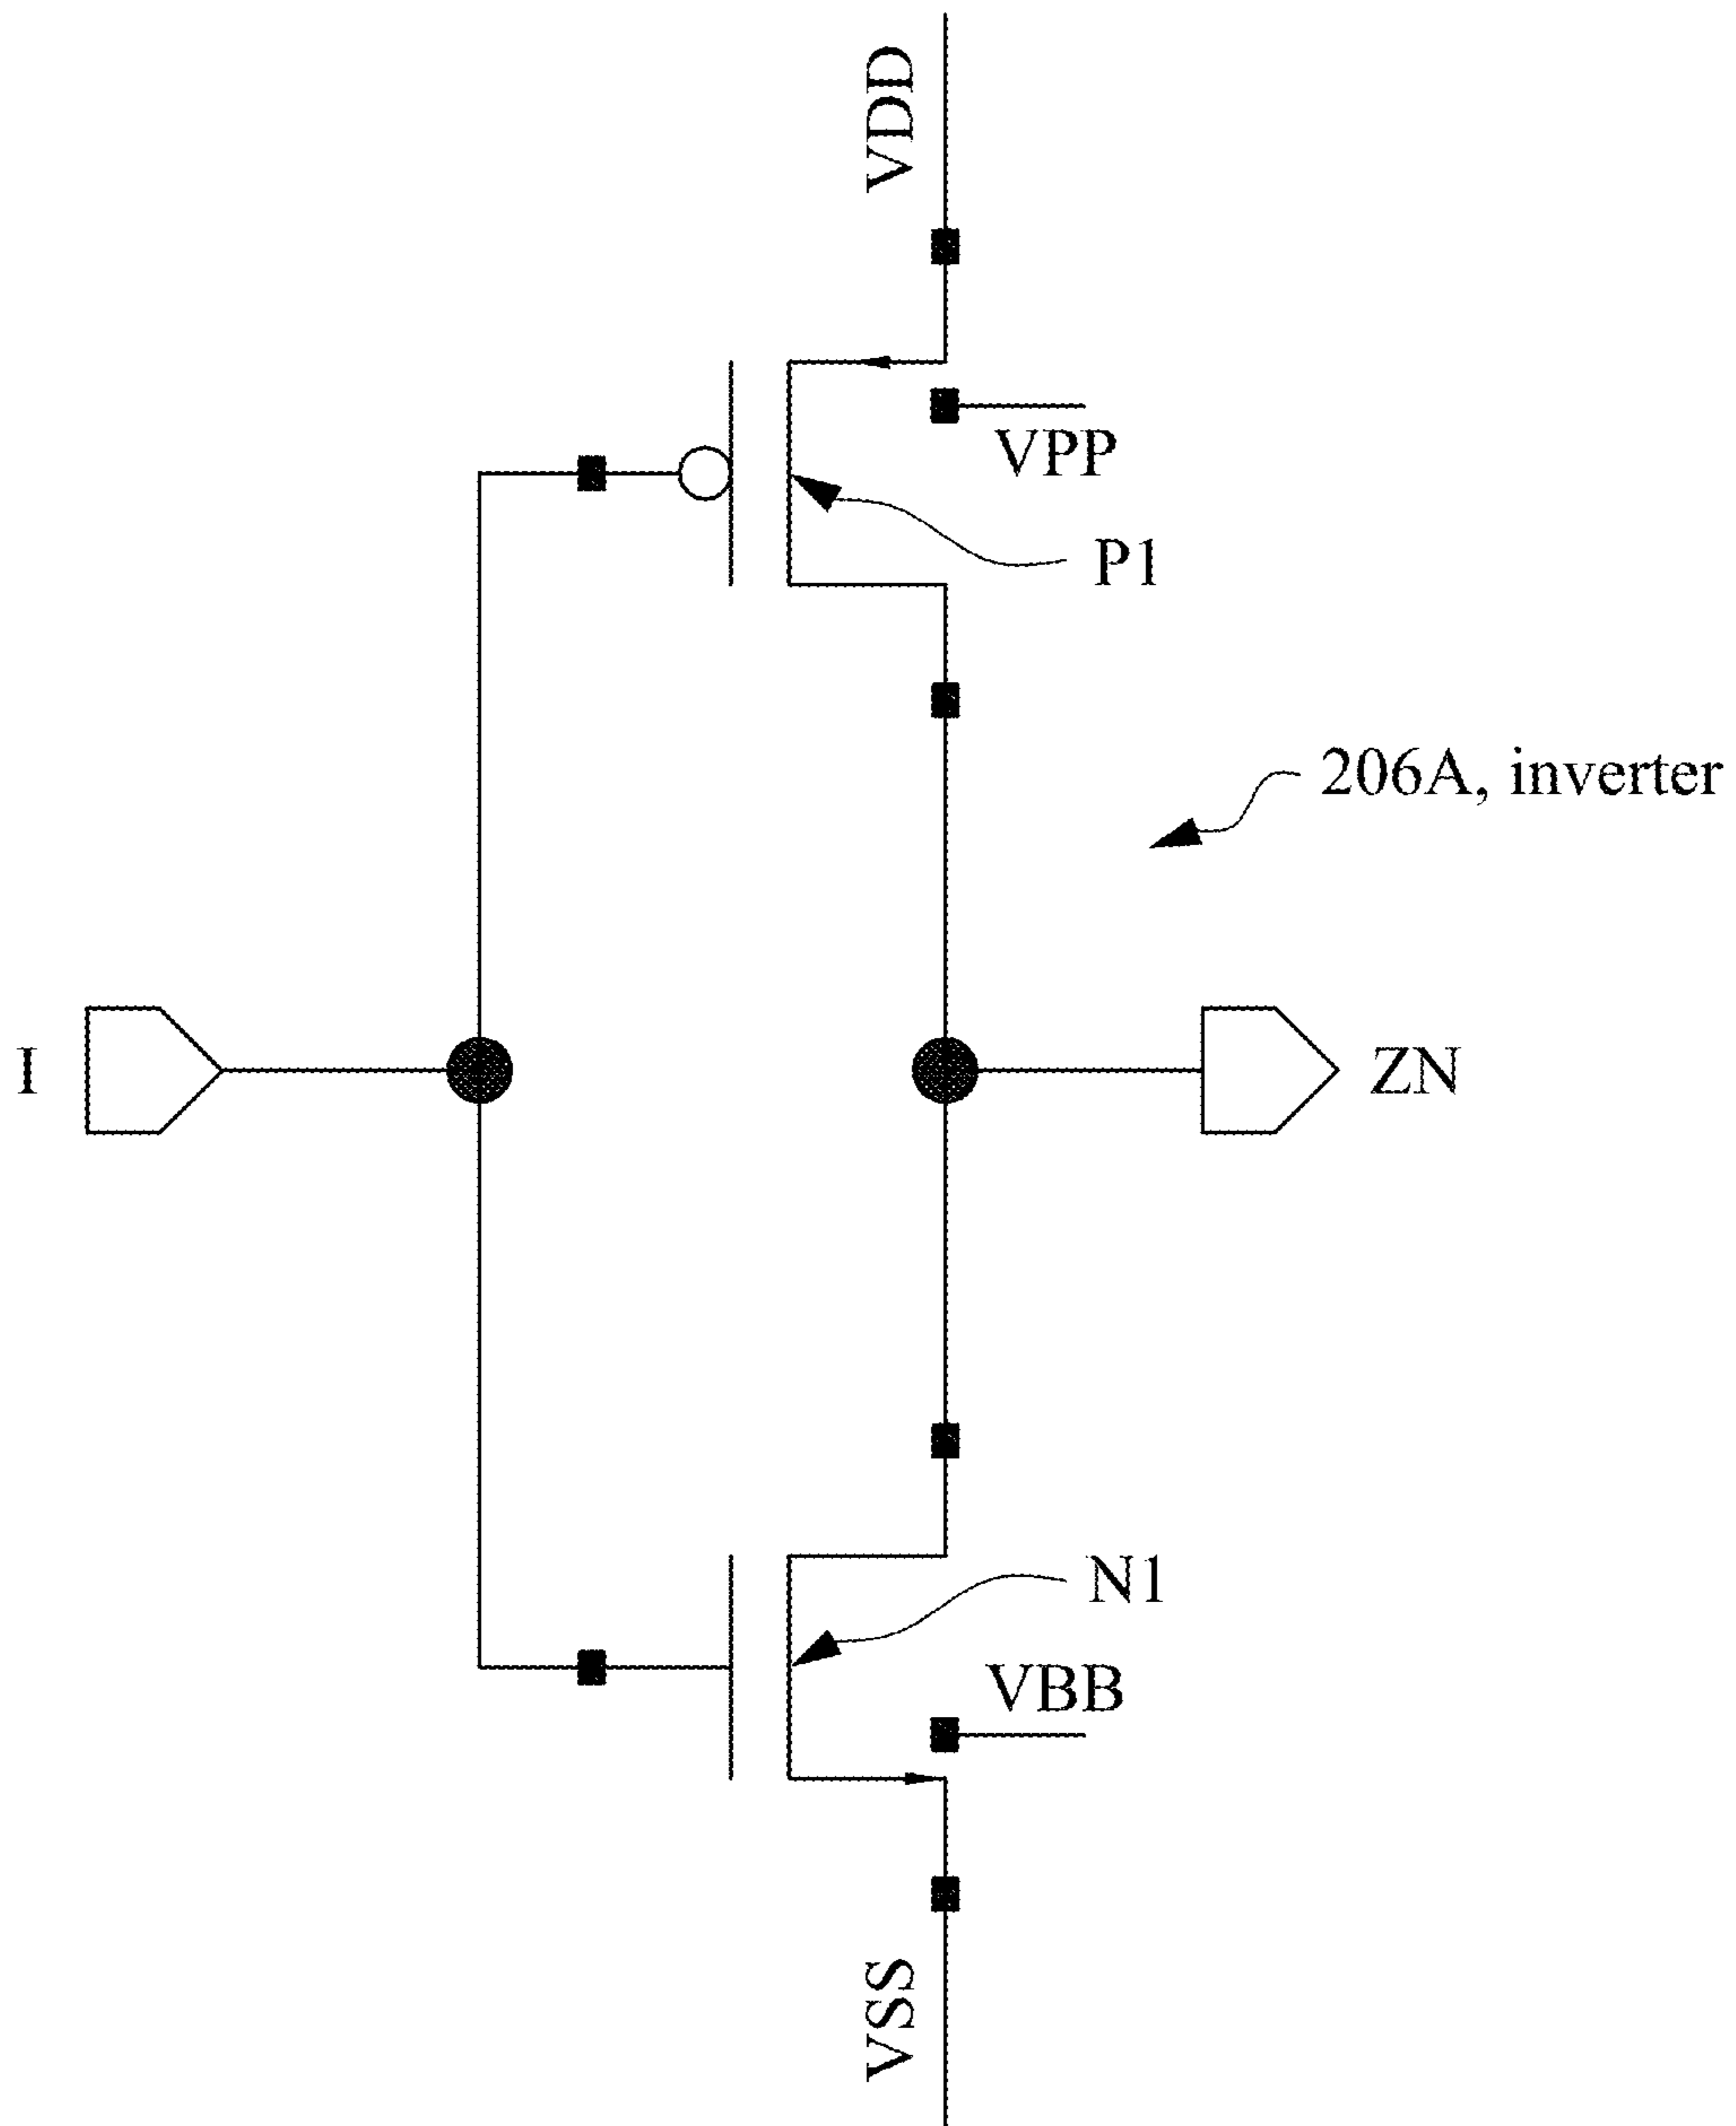 VDD
VPP
P1
206A, inverter
I
ZN
N1
VBB
VSS